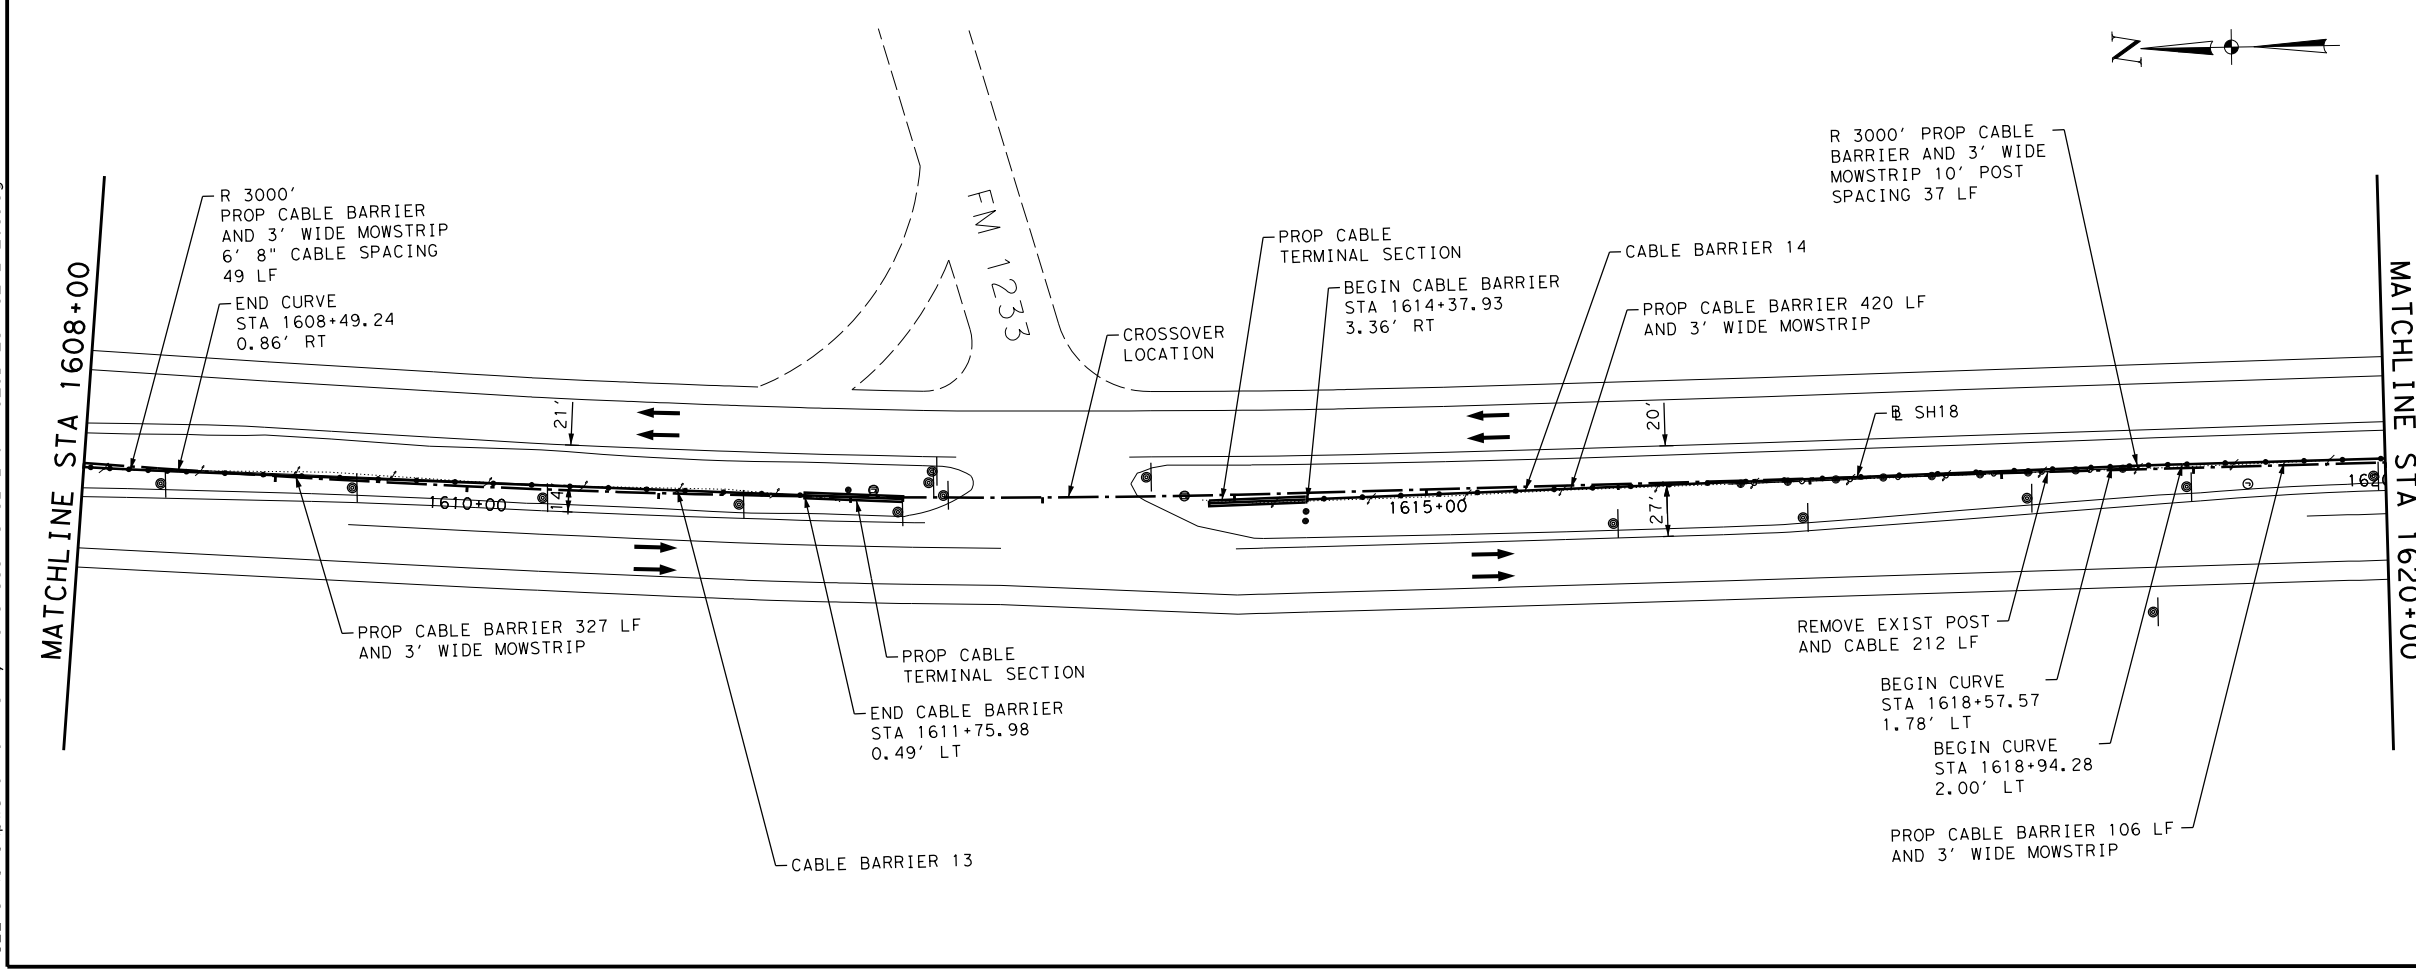 N
R 3000'
PROP CABLE BARRIER
AND 3' WIDE MOWSTRIP
6' 8" CABLE SPACING
49 LF
END CURVE
STA 1608+49.24
0.86' RT
MATCHLINE STA 1608+00
FM 1233
CROSSOVER
LOCATION
PROP CABLE
TERMINAL SECTION
BEGIN CABLE BARRIER
STA 1614+37.93
3.36' RT
CABLE BARRIER 14
PROP CABLE BARRIER 420 LF
AND 3' WIDE MOWSTRIP
R 3000' PROP CABLE
BARRIER AND 3' WIDE
MOWSTRIP 10' POST
SPACING 37 LF
BL SH18
MATCHLINE STA 1620+00
21'
14'
20'
27'
1610+00
1615+00
PROP CABLE BARRIER 327 LF
AND 3' WIDE MOWSTRIP
PROP CABLE
TERMINAL SECTION
END CABLE BARRIER
STA 1611+75.98
0.49' LT
CABLE BARRIER 13
REMOVE EXIST POST
AND CABLE 212 LF
BEGIN CURVE
STA 1618+57.57
1.78' LT
BEGIN CURVE
STA 1618+94.28
2.00' LT
PROP CABLE BARRIER 106 LF
AND 3' WIDE MOWSTRIP